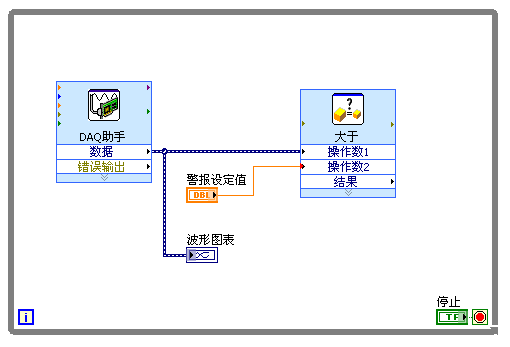 ?
DAQ助手
数据
错误输出
大于
操作数1
操作数2
结果
警报设定值
DBL
波形图表
停止
i
TF